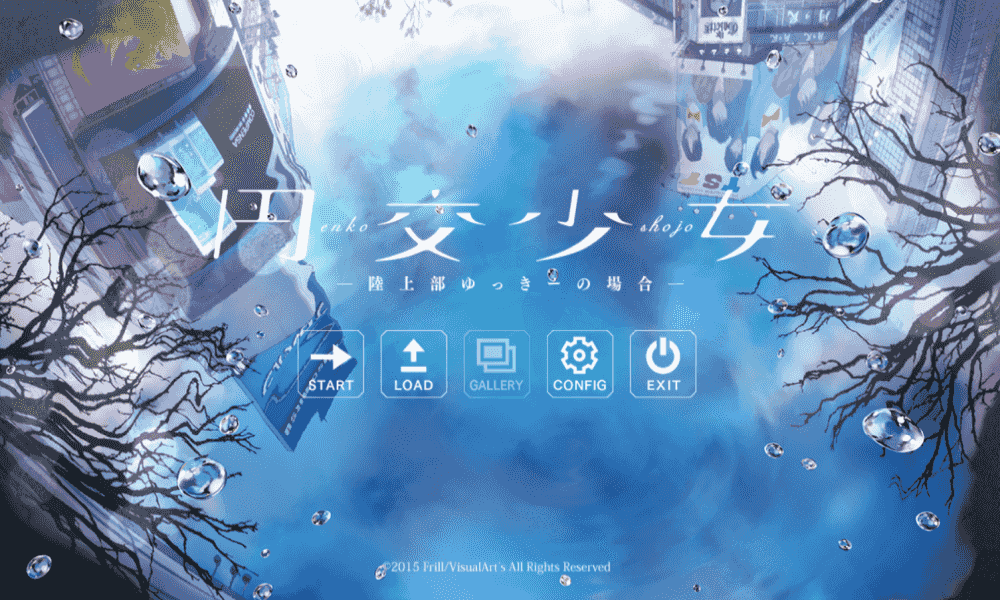 円交少女
enko shojo
─ 陸上部ゆっきーの場合 ─
START LOAD GALLERY CONFIG EXIT
©2015 Frill/VisualArt's All Rights Reserved